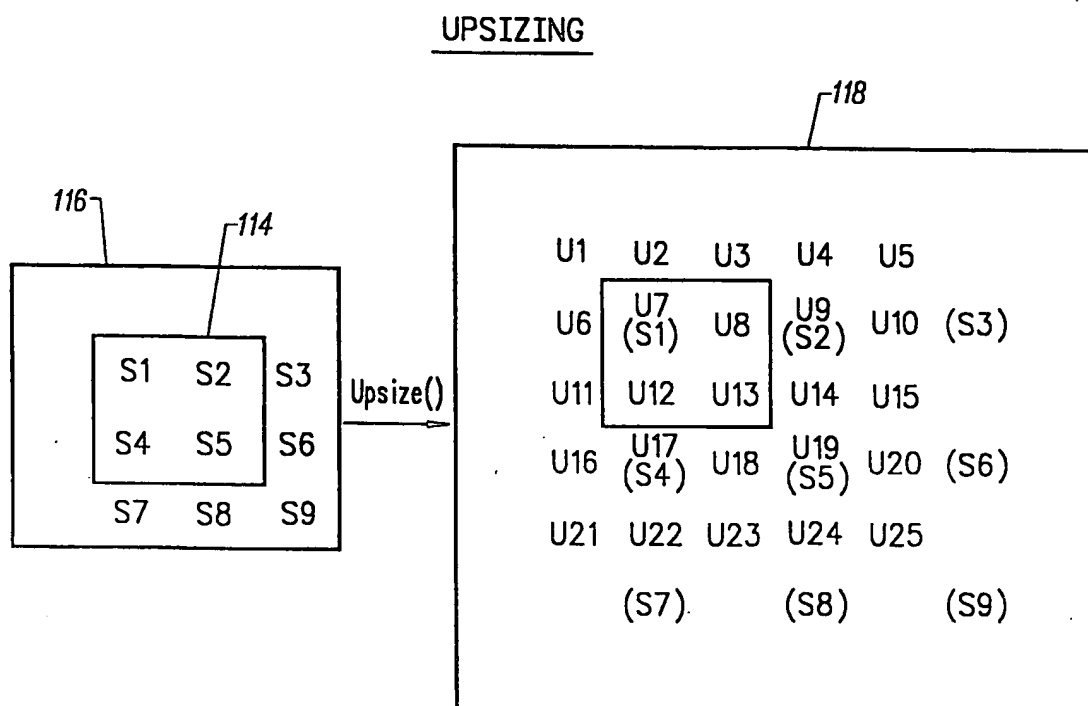 UPSIZING
118
116
114
U1 U2 U3 U4 U5
U6 U7 (S1) U8 U9 (S2) U10 (S3)
S1 S2 S3
Upsize()
U11 U12 U13 U14 U15
S4 S5 S6
U16 U17 (S4) U18 U19 (S5) U20 (S6)
S7 S8 S9
U21 U22 U23 U24 U25
(S7) (S8) (S9)